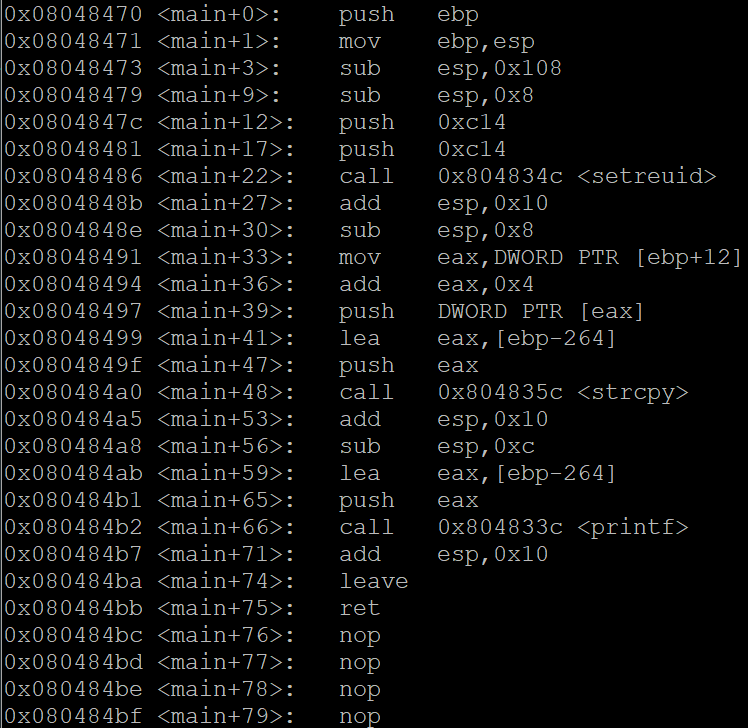 0x08048470 <main+0>: push ebp
0x08048471 <main+1>: mov ebp,esp
0x08048473 <main+3>: sub esp,0x108
0x08048479 <main+9>: sub esp,0x8
0x0804847c <main+12>: push 0xc14
0x08048481 <main+17>: push 0xc14
0x08048486 <main+22>: call 0x804834c <setreuid>
0x0804848b <main+27>: add esp,0x10
0x0804848e <main+30>: sub esp,0x8
0x08048491 <main+33>: mov eax,DWORD PTR [ebp+12]
0x08048494 <main+36>: add eax,0x4
0x08048497 <main+39>: push DWORD PTR [eax]
0x08048499 <main+41>: lea eax,[ebp-264]
0x0804849f <main+47>: push eax
0x080484a0 <main+48>: call 0x804835c <strcpy>
0x080484a5 <main+53>: add esp,0x10
0x080484a8 <main+56>: sub esp,0xc
0x080484ab <main+59>: lea eax,[ebp-264]
0x080484b1 <main+65>: push eax
0x080484b2 <main+66>: call 0x804833c <printf>
0x080484b7 <main+71>: add esp,0x10
0x080484ba <main+74>: leave
0x080484bb <main+75>: ret
0x080484bc <main+76>: nop
0x080484bd <main+77>: nop
0x080484be <main+78>: nop
0x080484bf <main+79>: nop